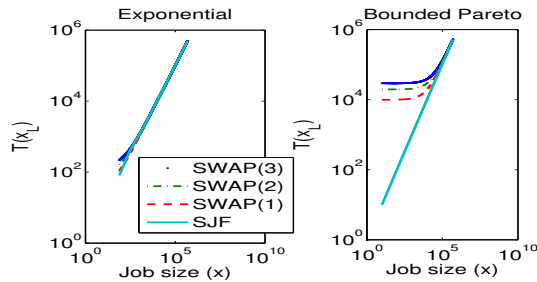 Exponential
10^6
10^4
10^2
10^0
T(x_L)
10^0 10^5 10^10
Job size (x)
SWAP(3)
SWAP(2)
SWAP(1)
SJF
Bounded Pareto
10^6
10^4
10^2
10^0
T(x_L)
10^0 10^5 10^10
Job size (x)